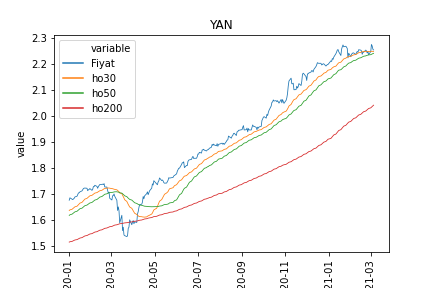 YAN
2.3
2.2
2.1
2.0
1.9
1.8
1.7
1.6
1.5
value
variable
Fiyat
ho30
ho50
ho200
20-01
20-03
20-05
20-07
20-09
20-11
21-01
21-03